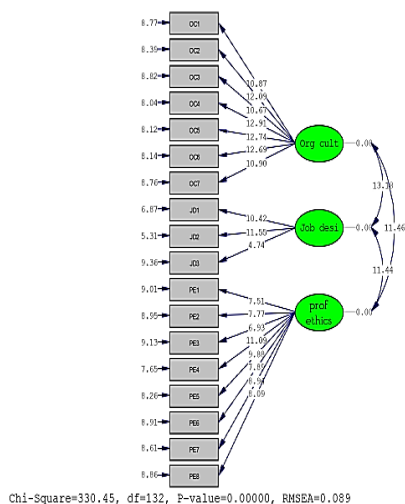 8.77 OC1
8.39 OC2 10.87
8.82 OC3 12.09
8.04 OC4 10.67
12.91
8.12 OC5 12.74 Org cult 0.00
8.14 OC6 12.69
8.76 OC7 10.90
6.87 JD1 10.42
5.31 JD2 11.55 Job desi 0.00 11.46
9.36 JD3 4.74
11.44
9.01 PE1 7.51
8.95 PE2 7.77 prof 0.00
9.13 PE3 6.93 ethics
7.65 PE4 11.09
8.26 PE5
8.91 PE6
8.61 PE7
8.86 PE8 8.09
Chi-Square=330.45, df=132, P-value=0.00000, RMSEA=0.089